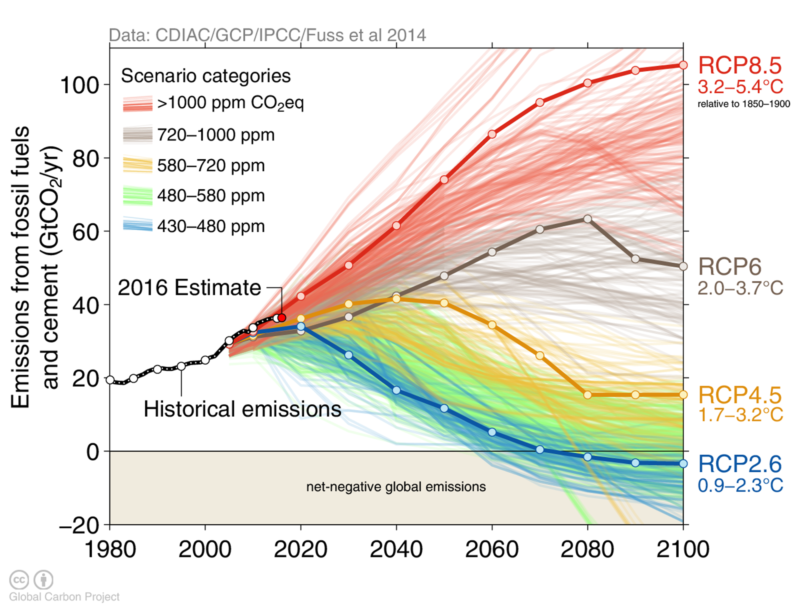 Data: CDIAC/GCP/IPCC/Fuss et al 2014
Emissions from fossil fuels
and cement (GtCO₂/yr)
100
80
60
40
20
0
−20
Scenario categories
>1000 ppm CO₂eq
720–1000 ppm
580–720 ppm
480–580 ppm
430–480 ppm
2016 Estimate
Historical emissions
net-negative global emissions
RCP8.5
3.2–5.4°C
relative to 1850–1900
RCP6
2.0–3.7°C
RCP4.5
1.7–3.2°C
RCP2.6
0.9–2.3°C
1980 2000 2020 2040 2060 2080 2100
cc
Global Carbon Project